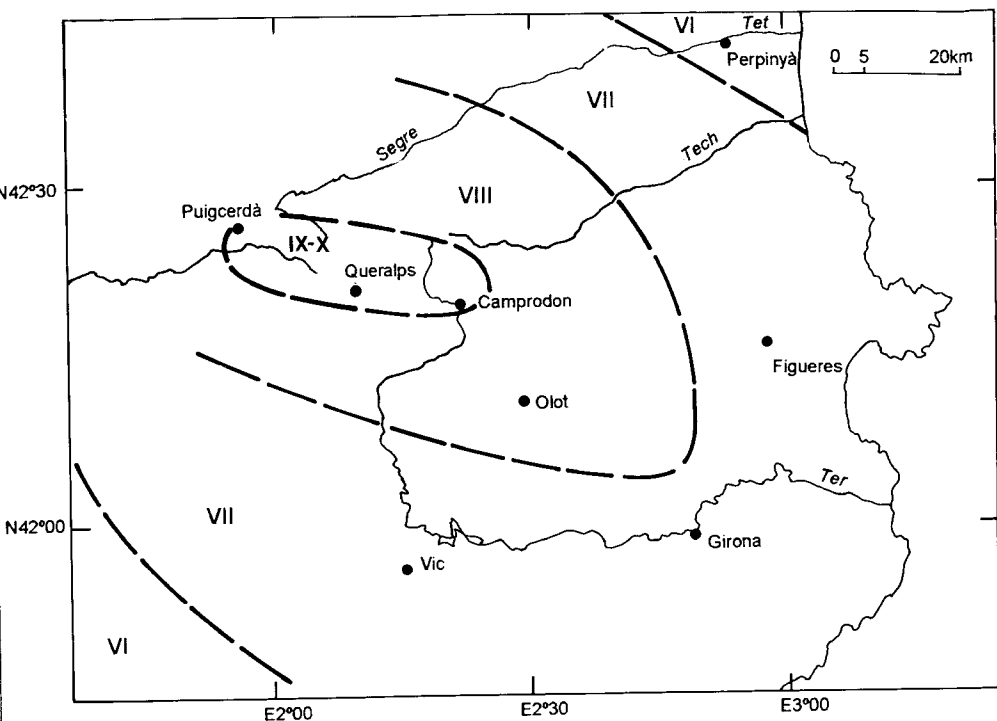 VI
Tet
Perpinyà
0 5 20km
VII
Segre
Tech
N42°30
VIII
Puigcerdà
IX-X
Queralps
Camprodon
Figueres
Olot
Ter
VII
N42°00
Girona
Vic
VI
E2°00
E2°30
E3°00